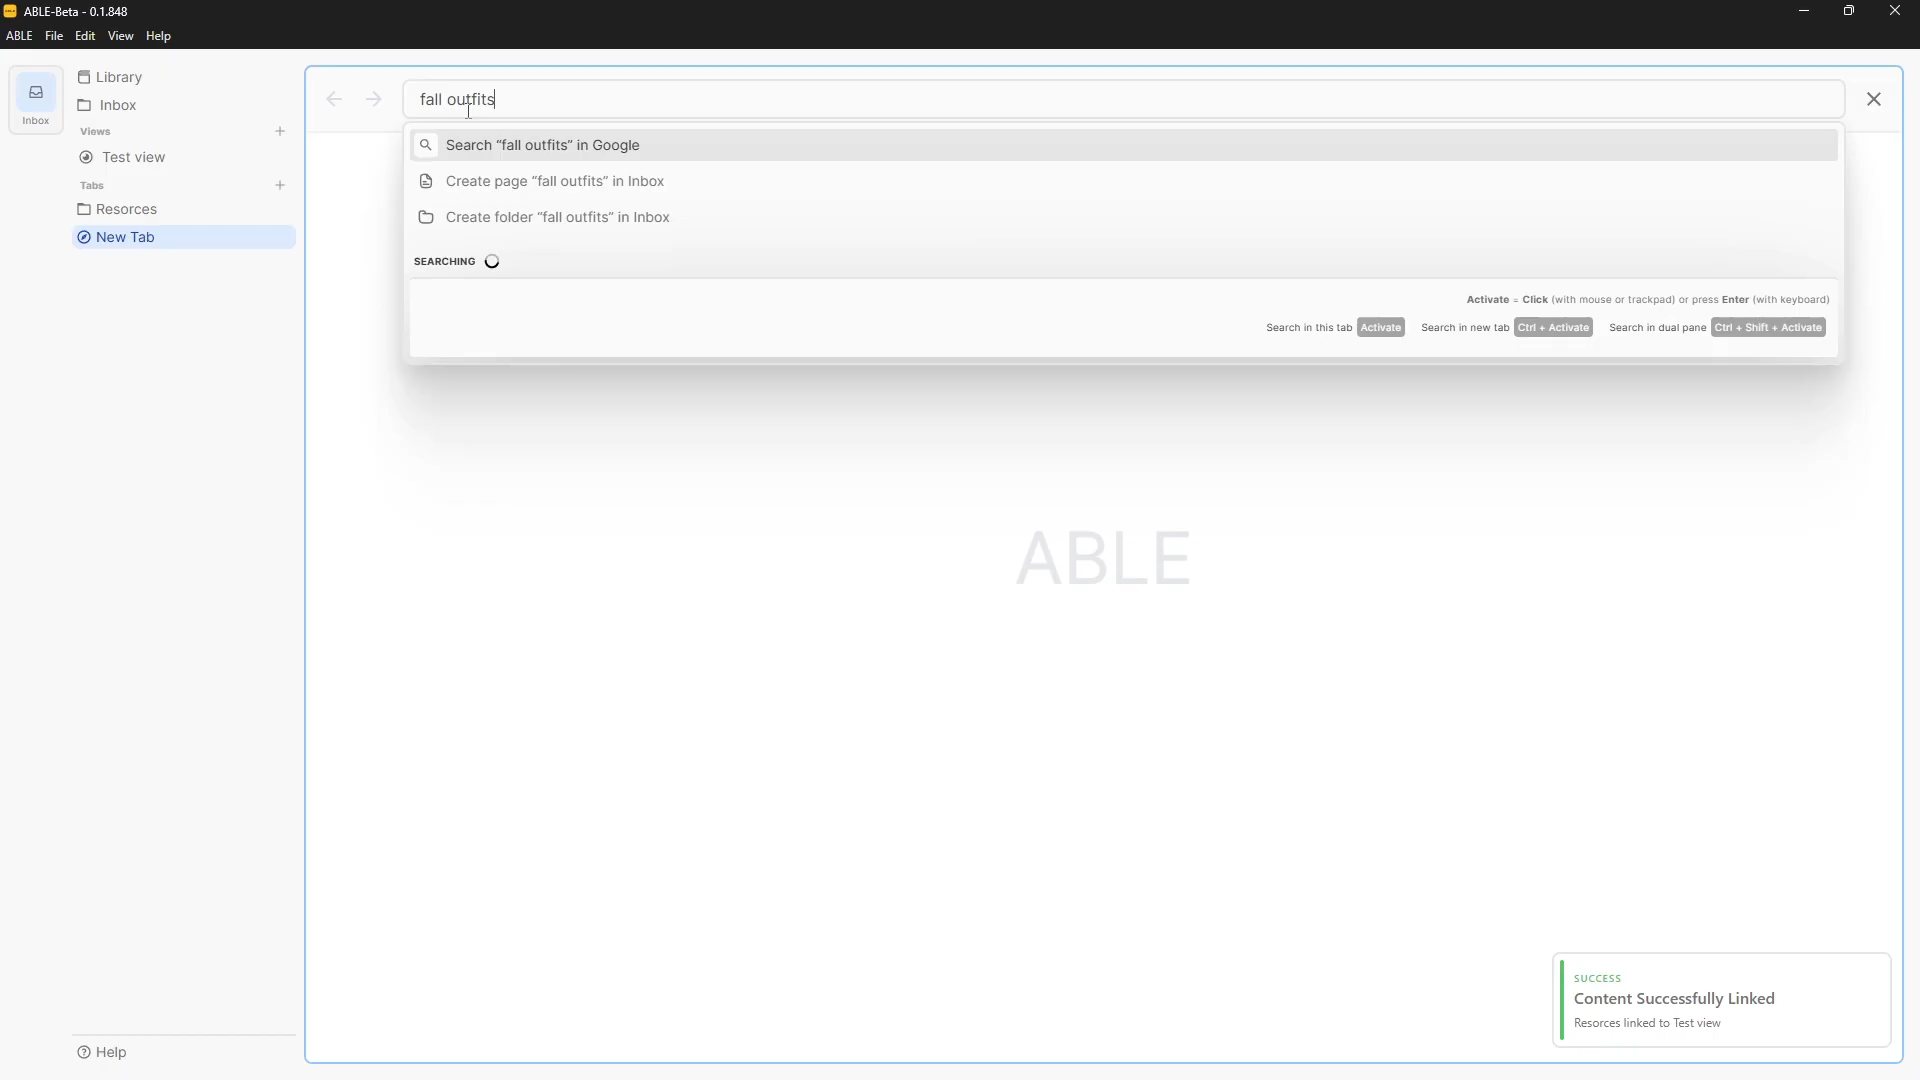 ABLE-Beta - 0.1.848
ABLE File Edit View Help
Inbox
Library
Inbox
Views
Test view
Tabs
Resorces
New Tab
Help
fall outfits
Search “fall outfits” in Google
Create page “fall outfits” in Inbox
Create folder “fall outfits” in Inbox
SEARCHING
Activate = Click (with mouse or trackpad) or press Enter (with keyboard)
Search in this tab Activate Search in new tab Ctrl + Activate Search in dual pane Ctrl + Shift + Activate
ABLE
SUCCESS
Content Successfully Linked
Resorces linked to Test view